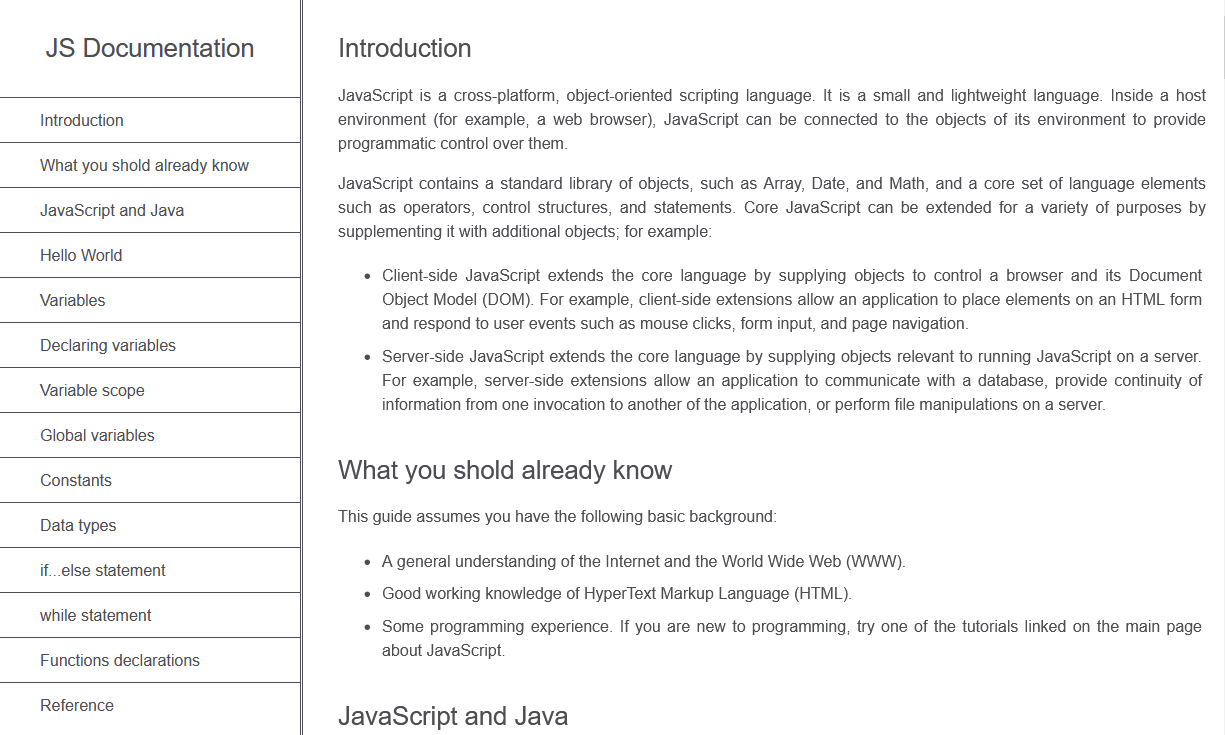 JS Documentation
Introduction
What you shold already know
JavaScript and Java
Hello World
Variables
Declaring variables
Variable scope
Global variables
Constants
Data types
if...else statement
while statement
Functions declarations
Reference
Introduction
JavaScript is a cross-platform, object-oriented scripting language. It is a small and lightweight language. Inside a host
environment (for example, a web browser), JavaScript can be connected to the objects of its environment to provide
programmatic control over them.
JavaScript contains a standard library of objects, such as Array, Date, and Math, and a core set of language elements
such as operators, control structures, and statements. Core JavaScript can be extended for a variety of purposes by
supplementing it with additional objects; for example:
• Client-side JavaScript extends the core language by supplying objects to control a browser and its Document
Object Model (DOM). For example, client-side extensions allow an application to place elements on an HTML form
and respond to user events such as mouse clicks, form input, and page navigation.
• Server-side JavaScript extends the core language by supplying objects relevant to running JavaScript on a server.
For example, server-side extensions allow an application to communicate with a database, provide continuity of
information from one invocation to another of the application, or perform file manipulations on a server.
What you shold already know
This guide assumes you have the following basic background:
• A general understanding of the Internet and the World Wide Web (WWW).
• Good working knowledge of HyperText Markup Language (HTML).
• Some programming experience. If you are new to programming, try one of the tutorials linked on the main page
about JavaScript.
JavaScript and Java